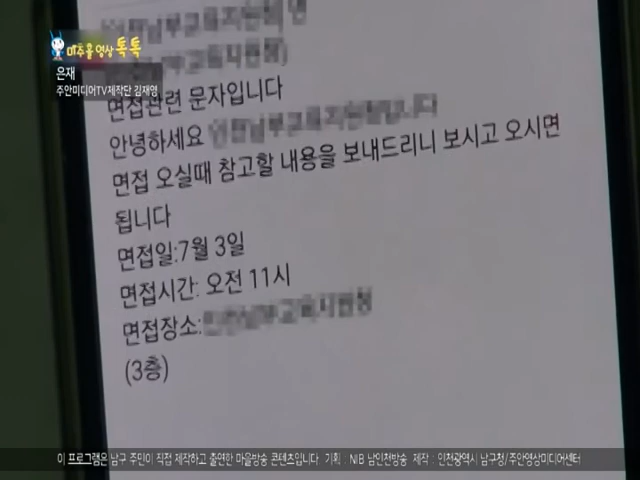 미추홀 영상 톡톡
은재
주안미디어TV제작단 김재영
면접관련 문자입니다
안녕하세요
면접 오실때 참고할 내용을 보내드리니 보시고 오시면
됩니다
면접일:7월 3일
면접시간: 오전 11시
면접장소:
(3층)
이 프로그램은 남구 주민이 직접 제작하고 출연한 마을방송 콘텐츠입니다. 기획 : NIB 남인천방송 제작 : 인천광역시 남구청/주안영상미디어센터